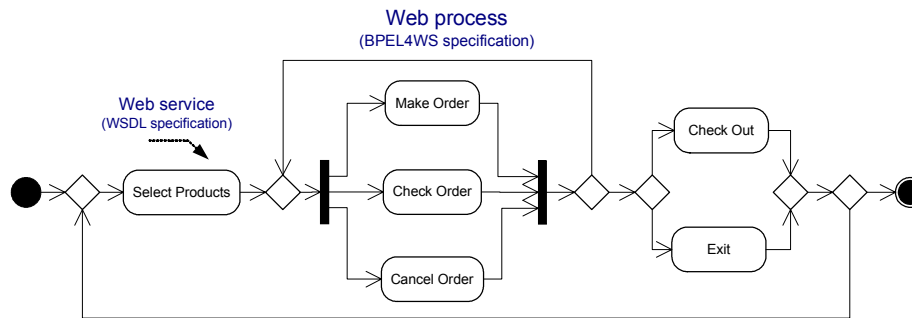 Web process
(BPEL4WS specification)
Web service
(WSDL specification)
Make Order
Check Out
Select Products
Check Order
Exit
Cancel Order